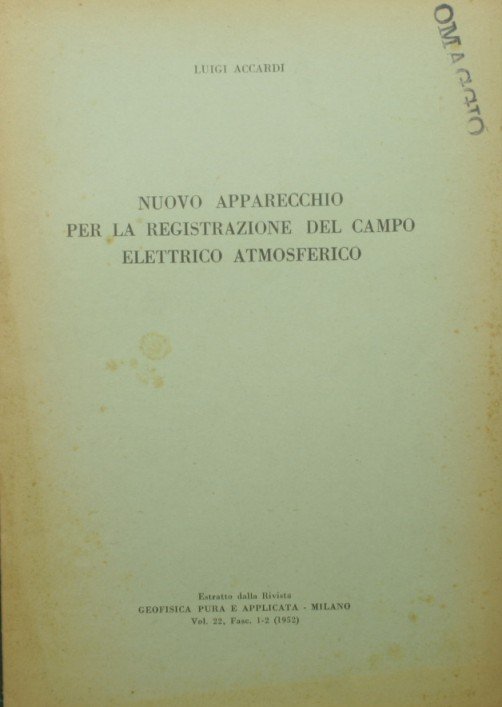 OMAGGIO
LUIGI ACCARDI
NUOVO APPARECCHIO
PER LA REGISTRAZIONE DEL CAMPO
ELETTRICO ATMOSFERICO
Estratto dalla Rivista
GEOFISICA PURA E APPLICATA - MILANO
Vol. 22, Fasc. 1-2 (1952)